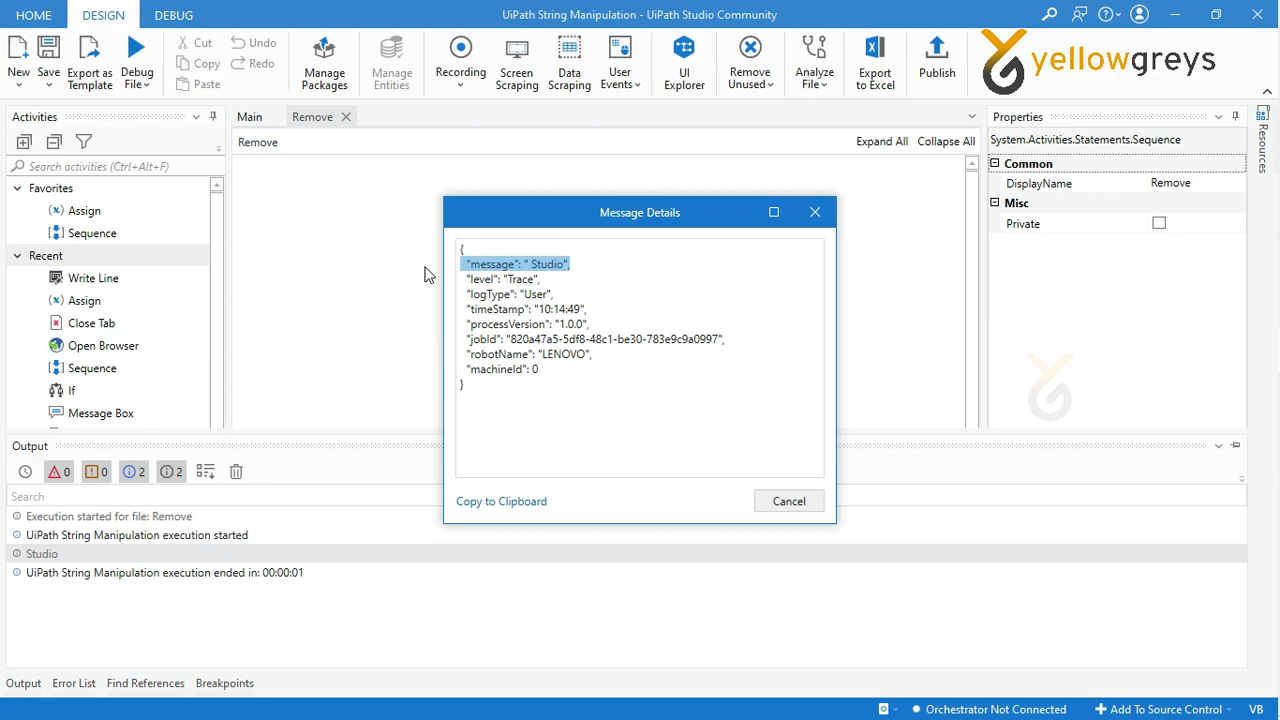 HOME DESIGN DEBUG UiPath String Manipulation - UiPath Studio Community
New Save Export as Template Debug File Cut Copy Paste Undo Redo Manage Packages Manage Entities Recording Screen Scraping Data Scraping User Events UI Explorer Remove Unused Analyze File Export to Excel Publish
yellowgreys
Activities
Search activities (Ctrl+Alt+F)
Favorites
Assign
Sequence
Recent
Write Line
Assign
Close Tab
Open Browser
Sequence
If
Message Box
Main Remove
Remove Expand All Collapse All
Message Details
{
"message": " Studio",
"level": "Trace",
"logType": "User",
"timeStamp": "10:14:49",
"processVersion": "1.0.0",
"jobId": "820a47a5-5df8-48c1-be30-783e9c9a0997",
"robotName": "LENOVO",
"machineId": 0
}
Copy to Clipboard Cancel
Properties
System.Activities.Statements.Sequence
Common
DisplayName Remove
Misc
Private
Resources
Output
0 0 2 2
Search
Execution started for file: Remove
UiPath String Manipulation execution started
Studio
UiPath String Manipulation execution ended in: 00:00:01
Output Error List Find References Breakpoints
0 Orchestrator Not Connected Add To Source Control VB